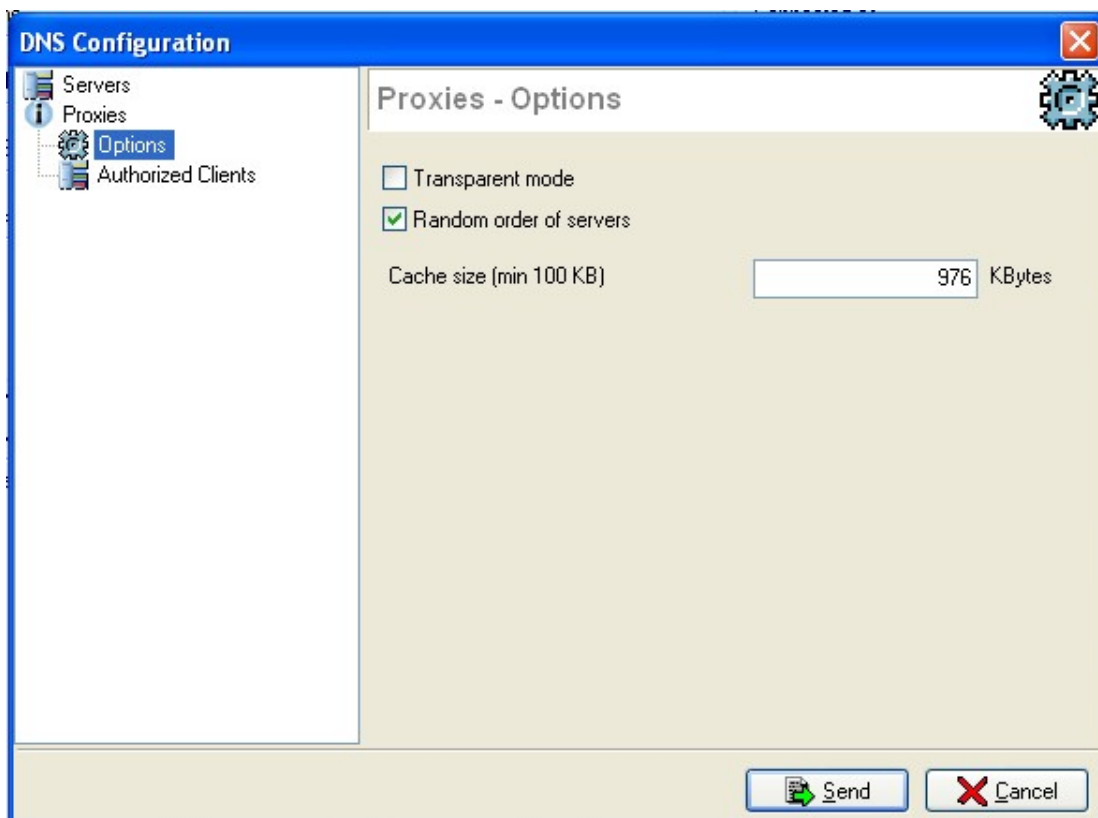 DNS Configuration
Servers
Proxies
Options
Authorized Clients
Proxies - Options
Transparent mode
Random order of servers
Cache size (min 100 KB) 976 KBytes
Send Cancel